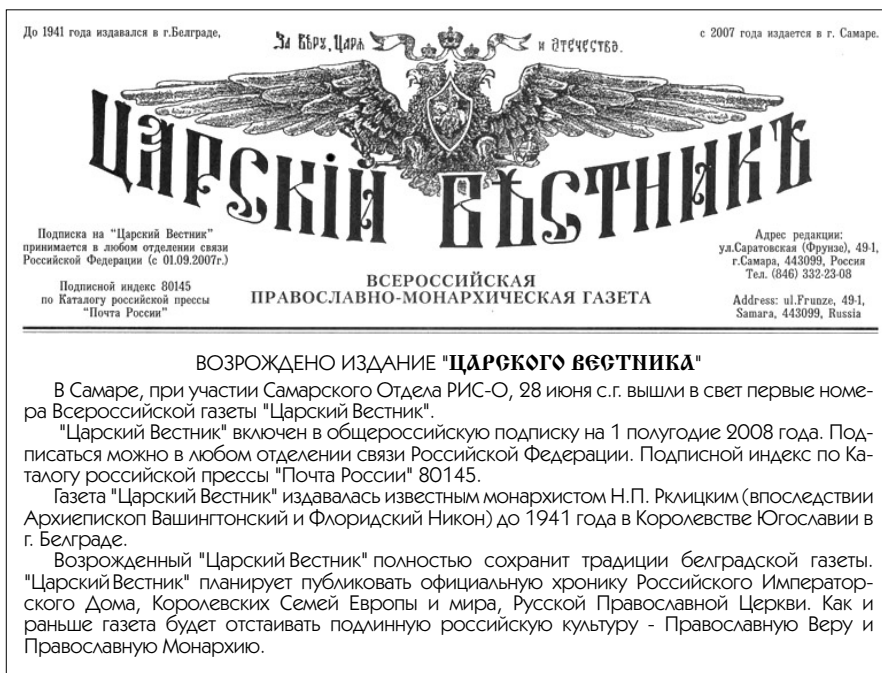 До 1941 года издавался в г.Белграде,
За Вѣру, Царя
и Отечество.
с 2007 года издается в г. Самаре.
ЦАРСКІЙ ВѢСТНИКЪ
Подписка на "Царский Вестник"
принимается в любом отделении связи
Российской Федерации (с 01.09.2007г.)
Подписной индекс 80145
по Каталогу российской прессы
"Почта России"
ВСЕРОССИЙСКАЯ
ПРАВОСЛАВНО-МОНАРХИЧЕСКАЯ ГАЗЕТА
Адрес редакции:
ул.Саратовская (Фрунзе), 49-1,
г.Самара, 443099, Россия
Тел. (846) 332-23-08
Address: ul.Frunze, 49-1,
Samara, 443099, Russia
ВОЗРОЖДЕНО ИЗДАНИЕ "ЦАРСКОГО ВЕСТНИКА"
В Самаре, при участии Самарского Отдела РИС-О, 28 июня с.г. вышли в свет первые номе-
ра Всероссийской газеты "Царский Вестник".
"Царский Вестник" включен в общероссийскую подписку на 1 полугодие 2008 года. Под-
писаться можно в любом отделении связи Российской Федерации. Подписной индекс по Ка-
талогу российской прессы "Почта России" 80145.
Газета "Царский Вестник" издавалась известным монархистом Н.П. Рклицким (впоследствии
Архиепископ Вашингтонский и Флоридский Никон) до 1941 года в Королевстве Югославии в
г. Белграде.
Возрожденный "Царский Вестник" полностью сохранит традиции белградской газеты.
"Царский Вестник" планирует публиковать официальную хронику Российского Император-
ского Дома, Королевских Семей Европы и мира, Русской Православной Церкви. Как и
раньше газета будет отстаивать подлинную российскую культуру - Православную Веру и
Православную Монархию.